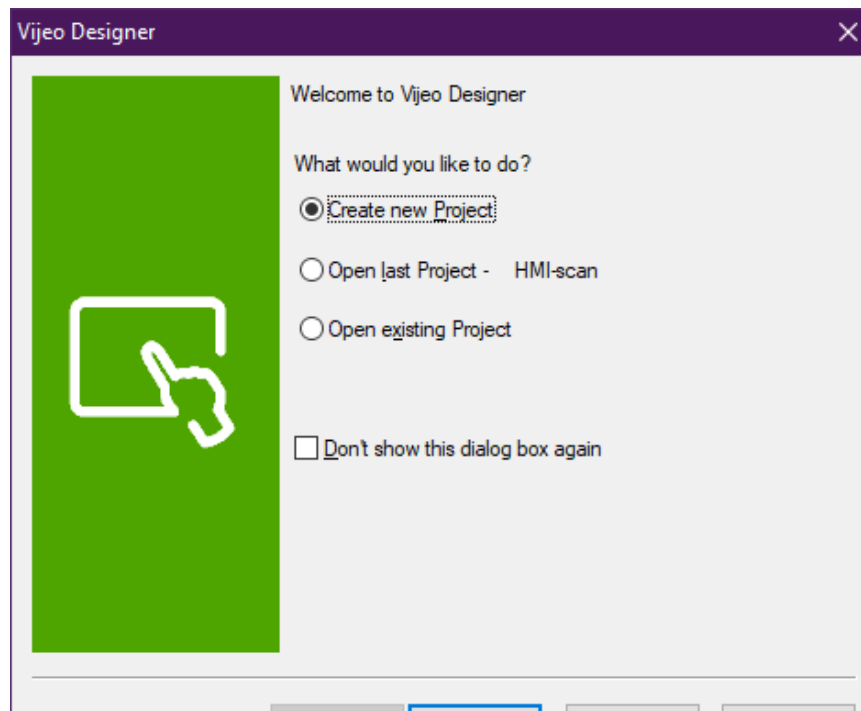 Vijeo Designer
Welcome to Vijeo Designer
What would you like to do?
Create new Project
Open last Project - HMI-scan
Open existing Project
Don't show this dialog box again